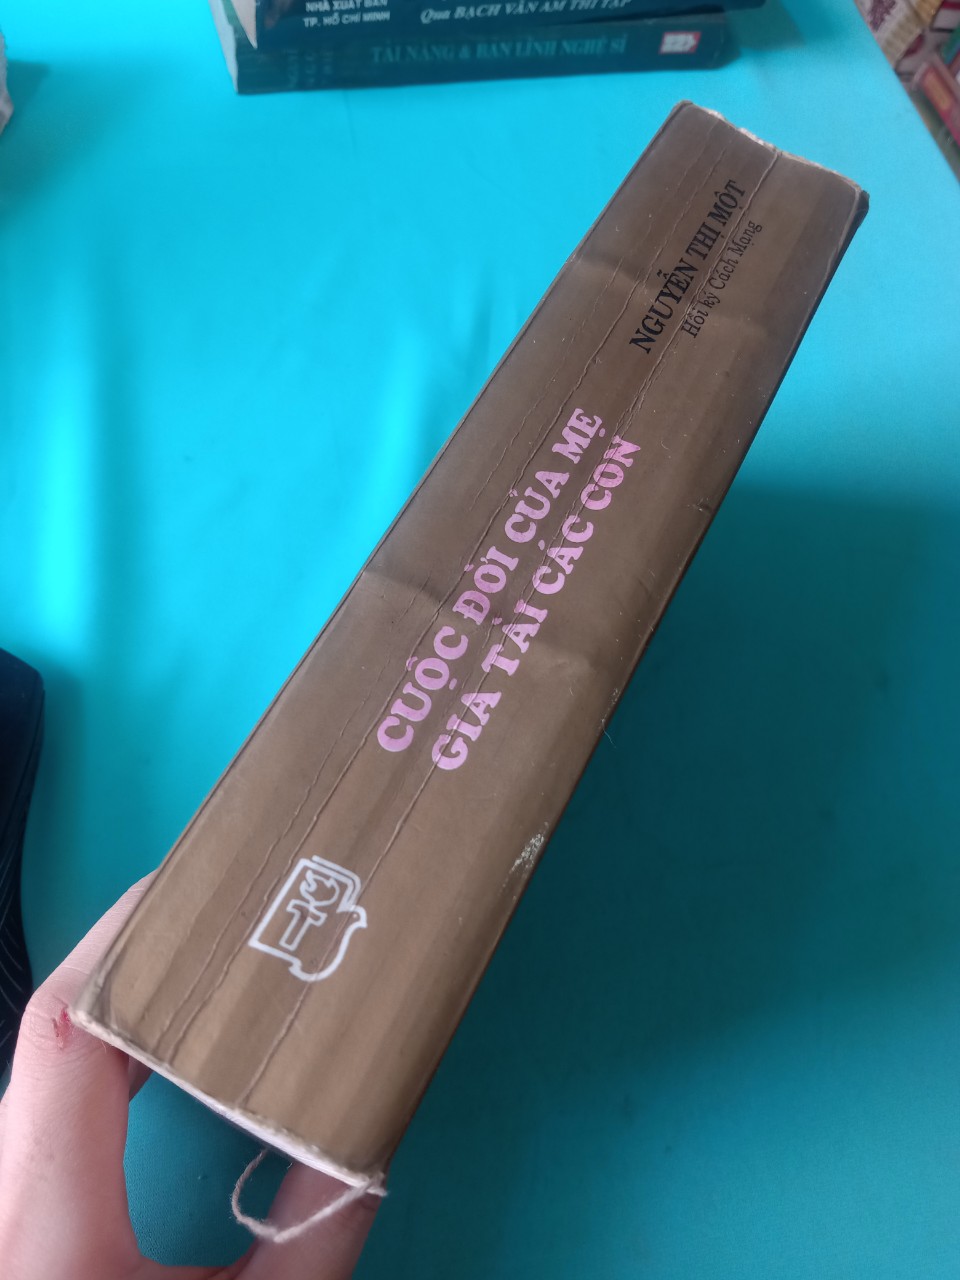 NHÀ XUẤT BẢN
TP. HỒ CHÍ MINH
Qua BẠCH VÂN AM THI TẬP
TÀI NĂNG & BẢN LĨNH NGHỆ SĨ
NGUYỄN THỊ MỘT
Hồi ký Cách Mạng
CUỘC ĐỜI CỦA MẸ
GIA TÀI CÁC CON